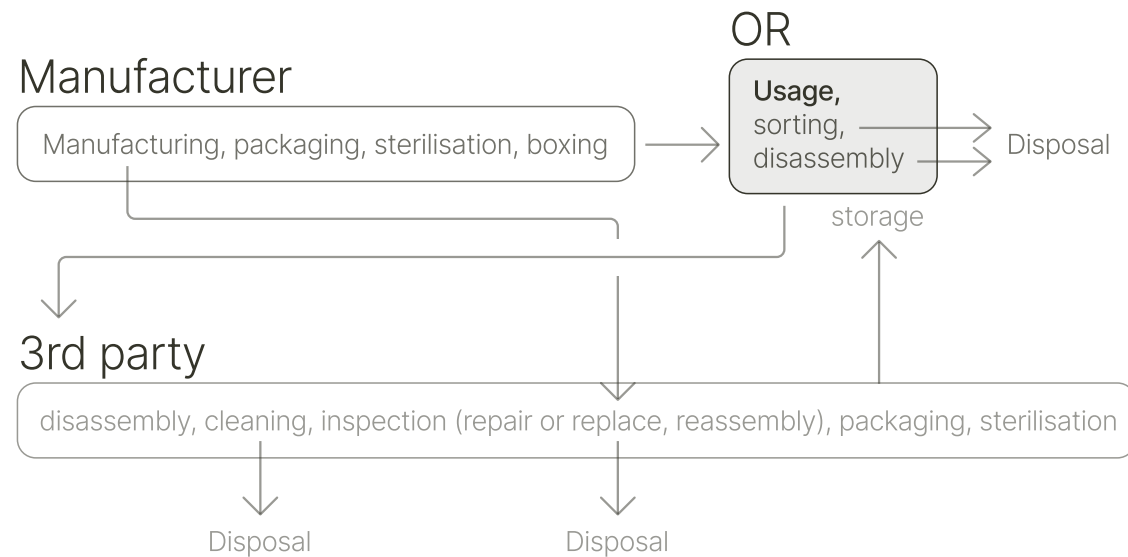 OR
Manufacturer
Usage,
sorting,
Manufacturing, packaging, sterilisation, boxing
Disposal
disassembly
storage
3rd party
disassembly, cleaning, inspection (repair or replace, reassembly), packaging, sterilisation
Disposal
Disposal